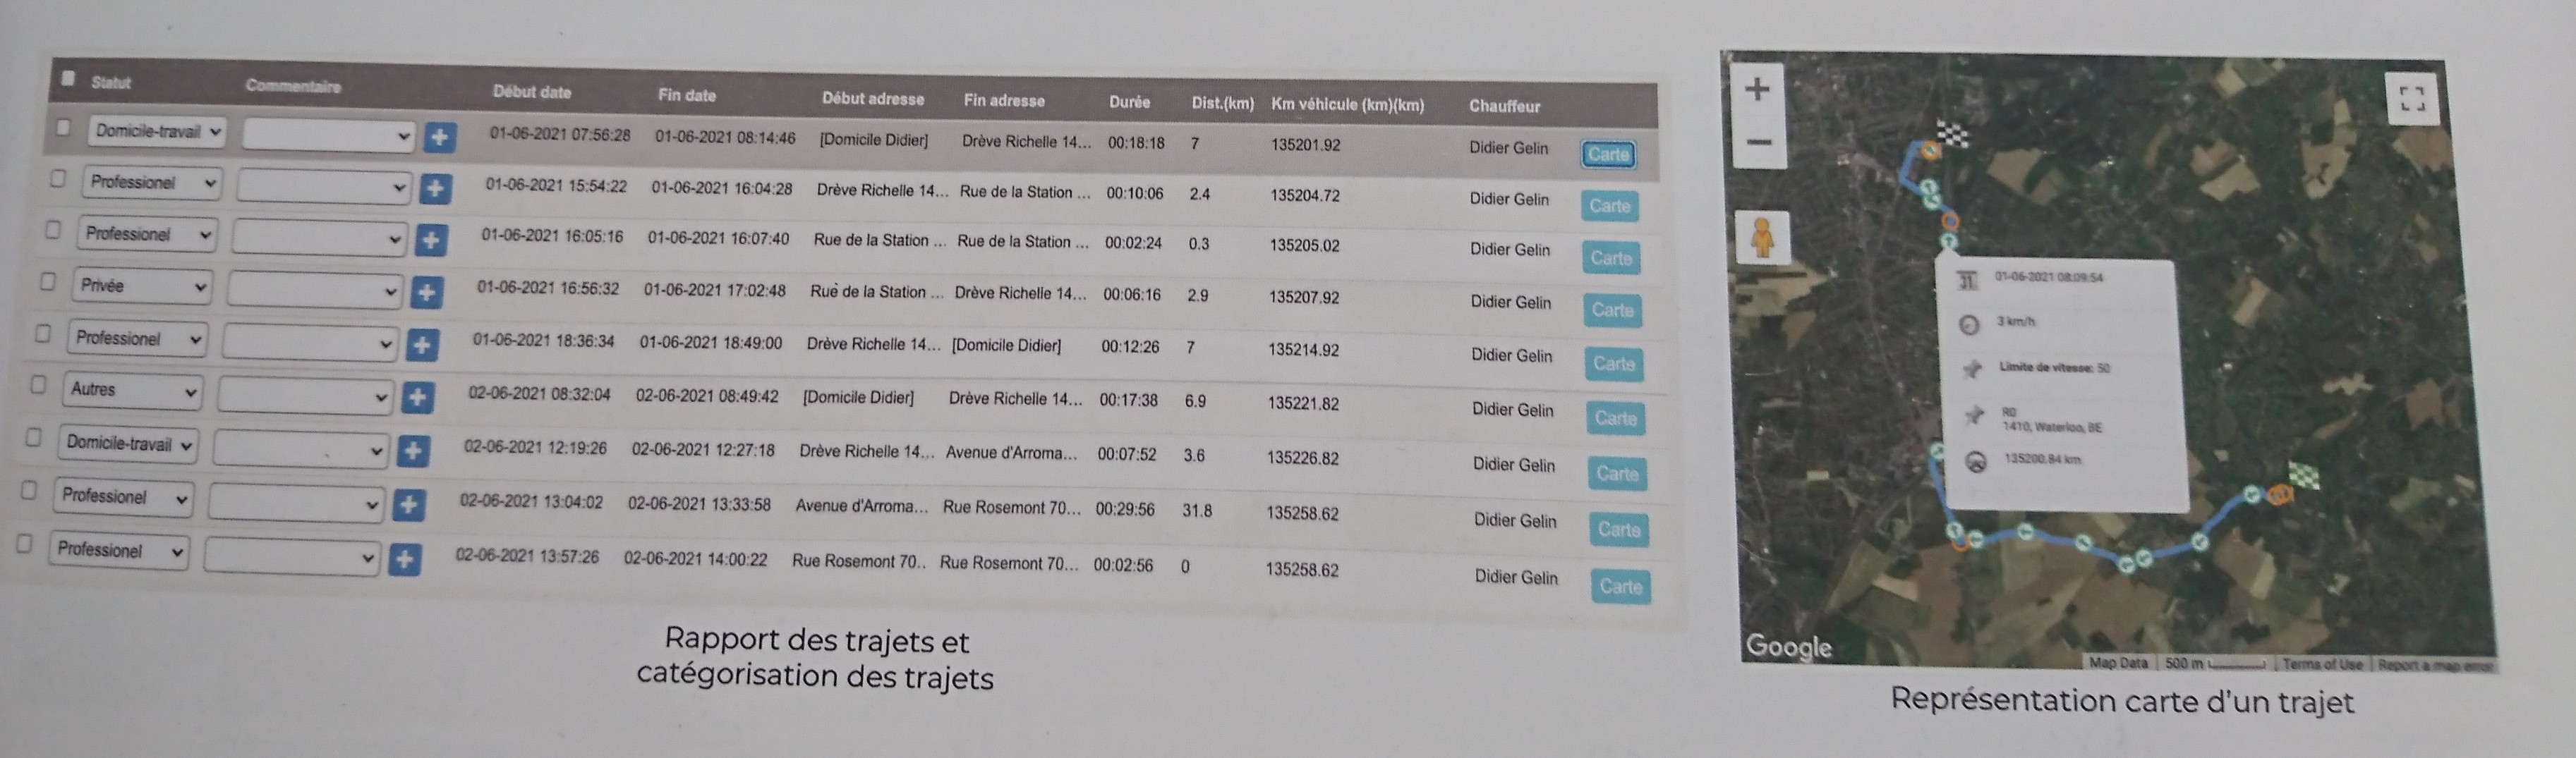 Statut Commentaire Début date Fin date Début adresse Fin adresse Durée Dist.(km) Km véhicule (km)(km) Chauffeur
Domicile-travail 01-06-2021 07:56:28 01-06-2021 08:14:46 [Domicile Didier] Drève Richelle 14... 00:18:18 7 135201.92 Didier Gelin Carte
Professionel 01-06-2021 15:54:22 01-06-2021 16:04:28 Drève Richelle 14... Rue de la Station ... 00:10:06 2.4 135204.72 Didier Gelin Carte
Professionel 01-06-2021 16:05:16 01-06-2021 16:07:40 Rue de la Station ... Rue de la Station ... 00:02:24 0.3 135205.02 Didier Gelin Carte
Privée 01-06-2021 16:56:32 01-06-2021 17:02:48 Rue de la Station ... Drève Richelle 14... 00:06:16 2.9 135207.92 Didier Gelin Carte
Professionel 01-06-2021 18:36:34 01-06-2021 18:49:00 Drève Richelle 14... [Domicile Didier] 00:12:26 7 135214.92 Didier Gelin Carte
Autres 02-06-2021 08:32:04 02-06-2021 08:49:42 [Domicile Didier] Drève Richelle 14... 00:17:38 6.9 135221.82 Didier Gelin Carte
Domicile-travail 02-06-2021 12:19:26 02-06-2021 12:27:18 Drève Richelle 14... Avenue d'Arroma... 00:07:52 3.6 135226.82 Didier Gelin Carte
Professionel 02-06-2021 13:04:02 02-06-2021 13:33:58 Avenue d'Arroma... Rue Rosemont 70... 00:29:56 31.8 135258.62 Didier Gelin Carte
Professionel 02-06-2021 13:57:26 02-06-2021 14:00:22 Rue Rosemont 70.. Rue Rosemont 70... 00:02:56 0 135258.62 Didier Gelin Carte
Rapport des trajets et
catégorisation des trajets
31 01-06-2021 08:09:54
3 km/h
Limite de vitesse: 50
R0
1410, Waterloo, BE
135200.84 km
Google
Map Data 500 m Terms of Use Report a map error
Représentation carte d'un trajet